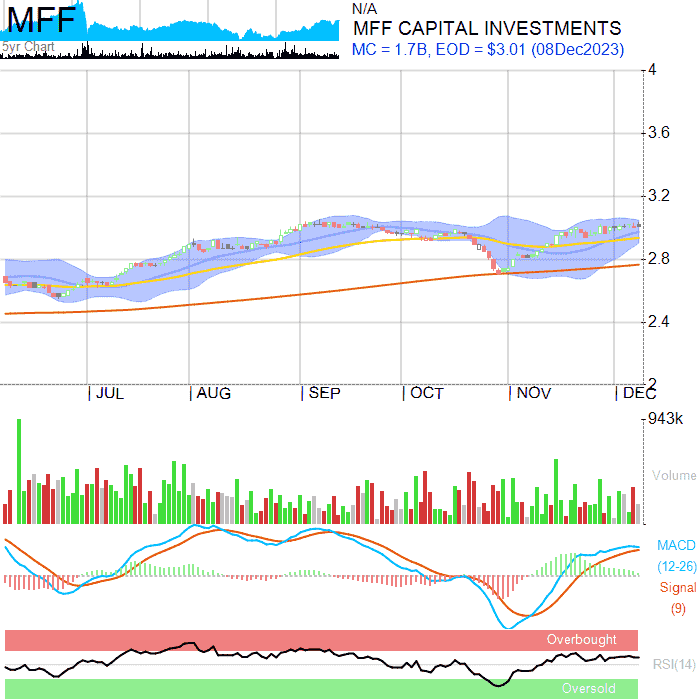 MFF
5yr Chart
N/A
MFF CAPITAL INVESTMENTS
MC = 1.7B, EOD = $3.01 (08Dec2023)
4
3.6
3.2
2.8
2.4
2
JUL AUG SEP OCT NOV DEC
943k
Volume
MACD
(12-26)
Signal
(9)
Overbought
RSI(14)
Oversold